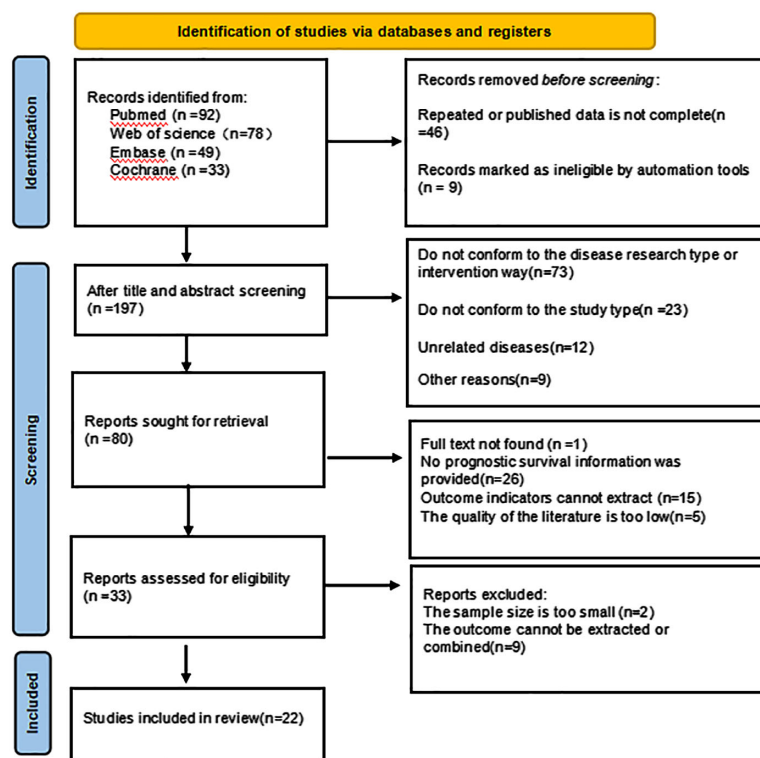 Identification of studies via databases and registers
Identification
Records identified from:
Pubmed (n =92)
Web of science（n=78）
Embase (n =49)
Cochrane (n =33)
Records removed before screening:
Repeated or published data is not complete(n
=46)
Records marked as ineligible by automation tools
(n = 9)
Screening
After title and abstract screening
(n =197)
Do not conform to the disease research type or
intervention way(n=73)
Do not conform to the study type(n =23)
Unrelated diseases(n=12)
Other reasons(n=9)
Reports sought for retrieval
(n =80)
Full text not found (n =1)
No prognostic survival information was
provided(n=26)
Outcome indicators cannot extract (n=15)
The quality of the literature is too low(n=5)
Reports assessed for eligibility
(n =33)
Reports excluded:
The sample size is too small (n=2)
The outcome cannot be extracted or
combined(n=9)
Included
Studies included in review(n=22)